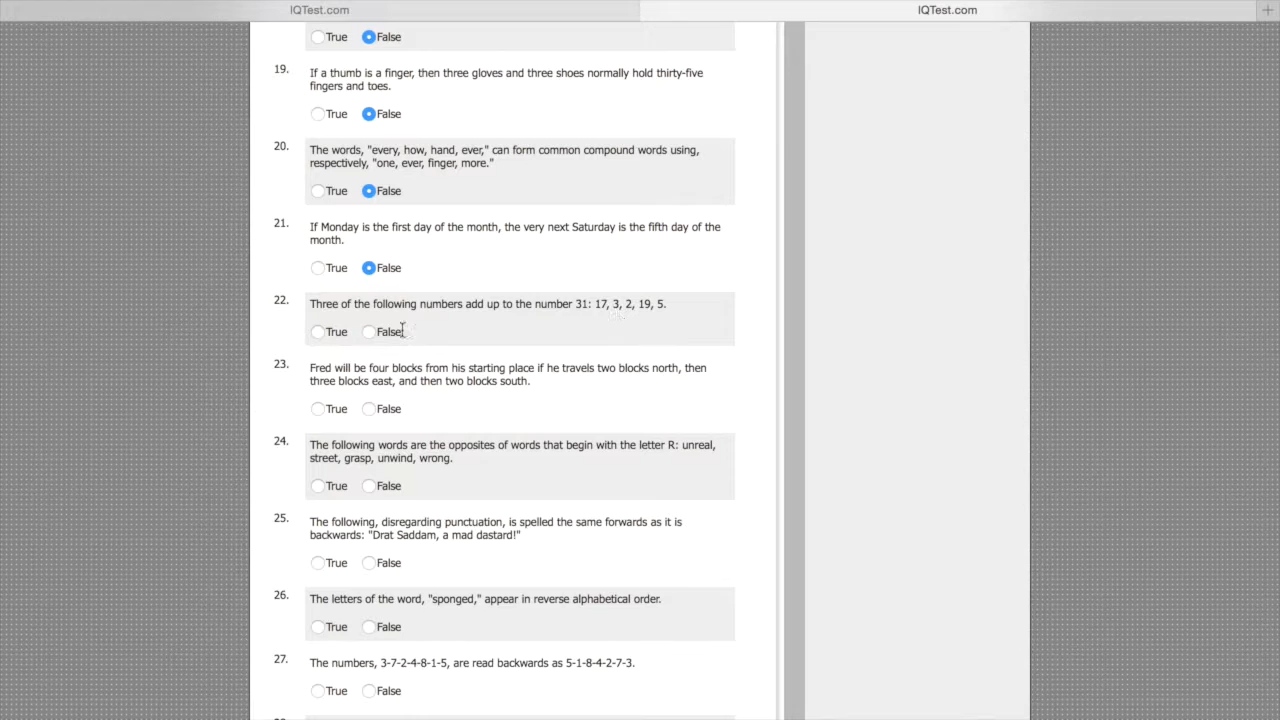 IQTest.com
IQTest.com
True False
19. If a thumb is a finger, then three gloves and three shoes normally hold thirty-five
fingers and toes.
True False
20. The words, "every, how, hand, ever," can form common compound words using,
respectively, "one, ever, finger, more."
True False
21. If Monday is the first day of the month, the very next Saturday is the fifth day of the
month.
True False
22. Three of the following numbers add up to the number 31: 17, 3, 2, 19, 5.
True False
23. Fred will be four blocks from his starting place if he travels two blocks north, then
three blocks east, and then two blocks south.
True False
24. The following words are the opposites of words that begin with the letter R: unreal,
street, grasp, unwind, wrong.
True False
25. The following, disregarding punctuation, is spelled the same forwards as it is
backwards: "Drat Saddam, a mad dastard!"
True False
26. The letters of the word, "sponged," appear in reverse alphabetical order.
True False
27. The numbers, 3-7-2-4-8-1-5, are read backwards as 5-1-8-4-2-7-3.
True False